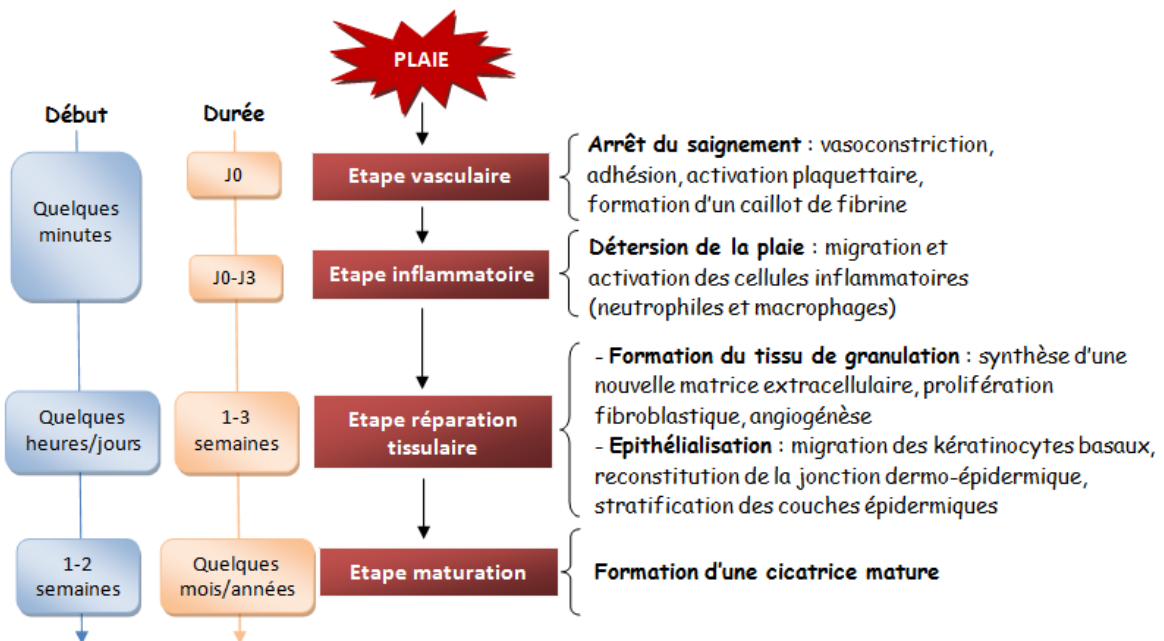 PLAIE
Début
Durée
Quelques
minutes
J0
Etape vasculaire
Arrêt du saignement : vasoconstriction,
adhésion, activation plaquettaire,
formation d'un caillot de fibrine
J0-J3
Etape inflammatoire
Détersion de la plaie : migration et
activation des cellules inflammatoires
(neutrophiles et macrophages)
Quelques
heures/jours
1-3
semaines
Etape réparation
tissulaire
- Formation du tissu de granulation : synthèse d'une
nouvelle matrice extracellulaire, prolifération
fibroblastique, angiogénèse
- Epithélialisation : migration des kératinocytes basaux,
reconstitution de la jonction dermo-épidermique,
stratification des couches épidermiques
1-2
semaines
Quelques
mois/années
Etape maturation
Formation d'une cicatrice mature